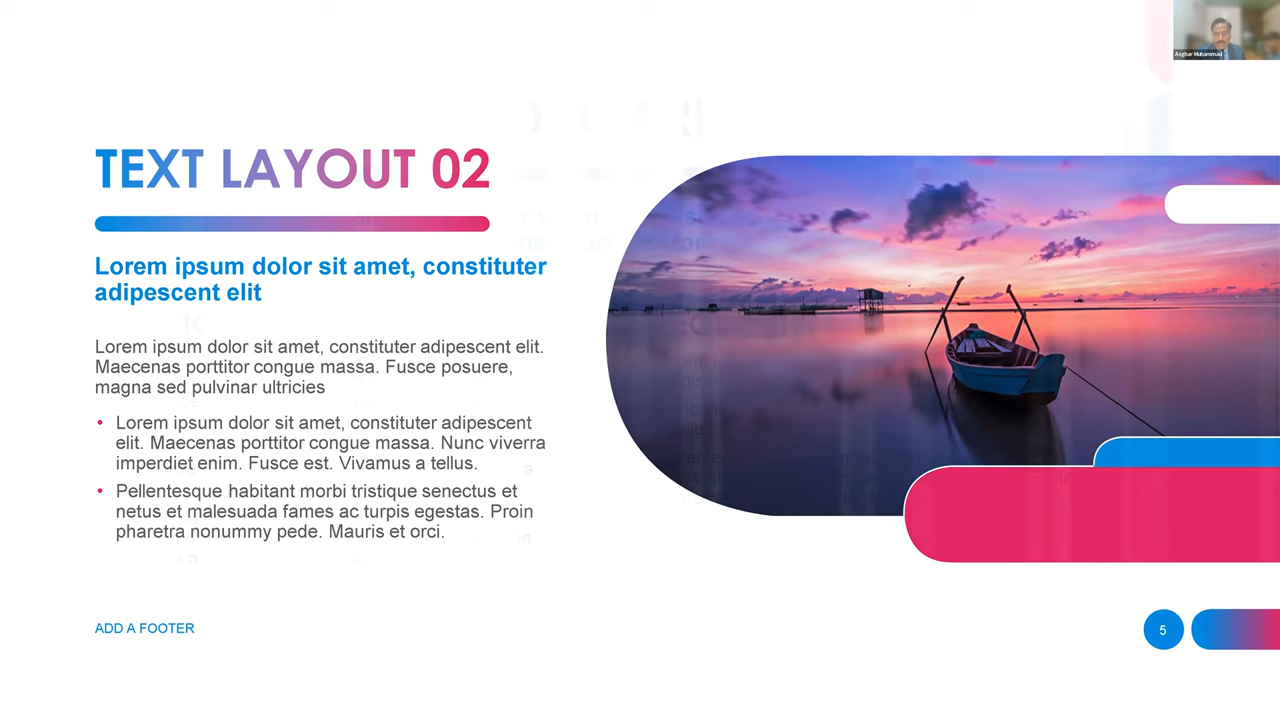 Asghar Muhammad
TEXT LAYOUT 02
Lorem ipsum dolor sit amet, constituter
adipescent elit
Lorem ipsum dolor sit amet, constituter adipescent elit.
Maecenas porttitor congue massa. Fusce posuere,
magna sed pulvinar ultricies
• Lorem ipsum dolor sit amet, constituter adipescent
elit. Maecenas porttitor congue massa. Nunc viverra
imperdiet enim. Fusce est. Vivamus a tellus.
• Pellentesque habitant morbi tristique senectus et
netus et malesuada fames ac turpis egestas. Proin
pharetra nonummy pede. Mauris et orci.
ADD A FOOTER
5